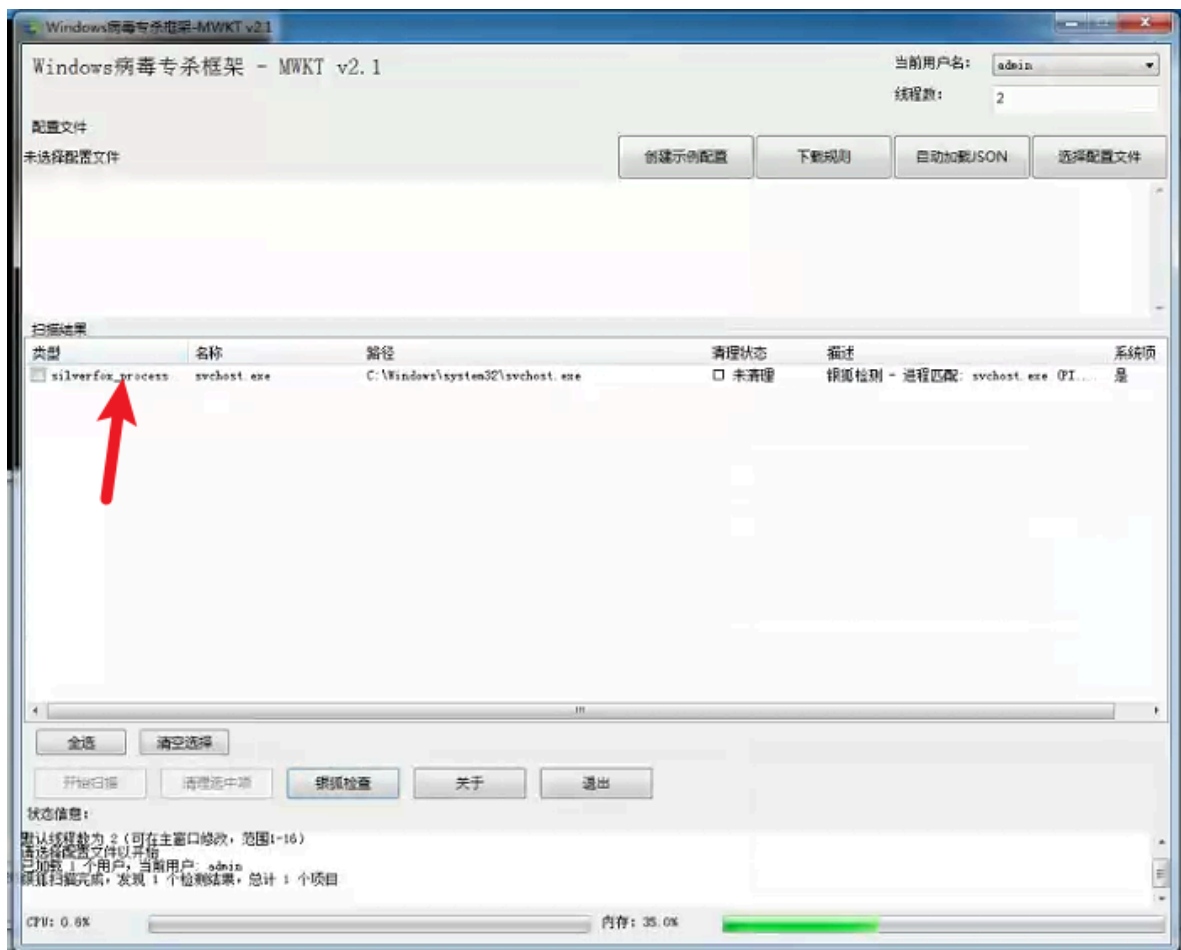 Windows病毒专杀框架-MWKT v2.1
Windows病毒专杀框架 - MWKT v2.1
当前用户名: admin
线程数: 2
配置文件
未选择配置文件 创建示例配置 下载规则 自动加载JSON 选择配置文件
扫描结果
类型 名称 路径 清理状态 描述 系统项
silverfox_process svchost.exe C:\Windows\system32\svchost.exe 未清理 银狐检测 - 进程匹配: svchost.exe (PI... 是
全选 清空选择
开始扫描 清理选中项 银狐检查 关于 退出
状态信息:
默认线程数为 2 (可在主窗口修改, 范围1-16)
请选择配置文件以开始
已加载 1 个用户, 当前用户: admin
银狐扫描完成, 发现 1 个检测结果, 总计 1 个项目
CPU: 0.8% 内存: 35.0%